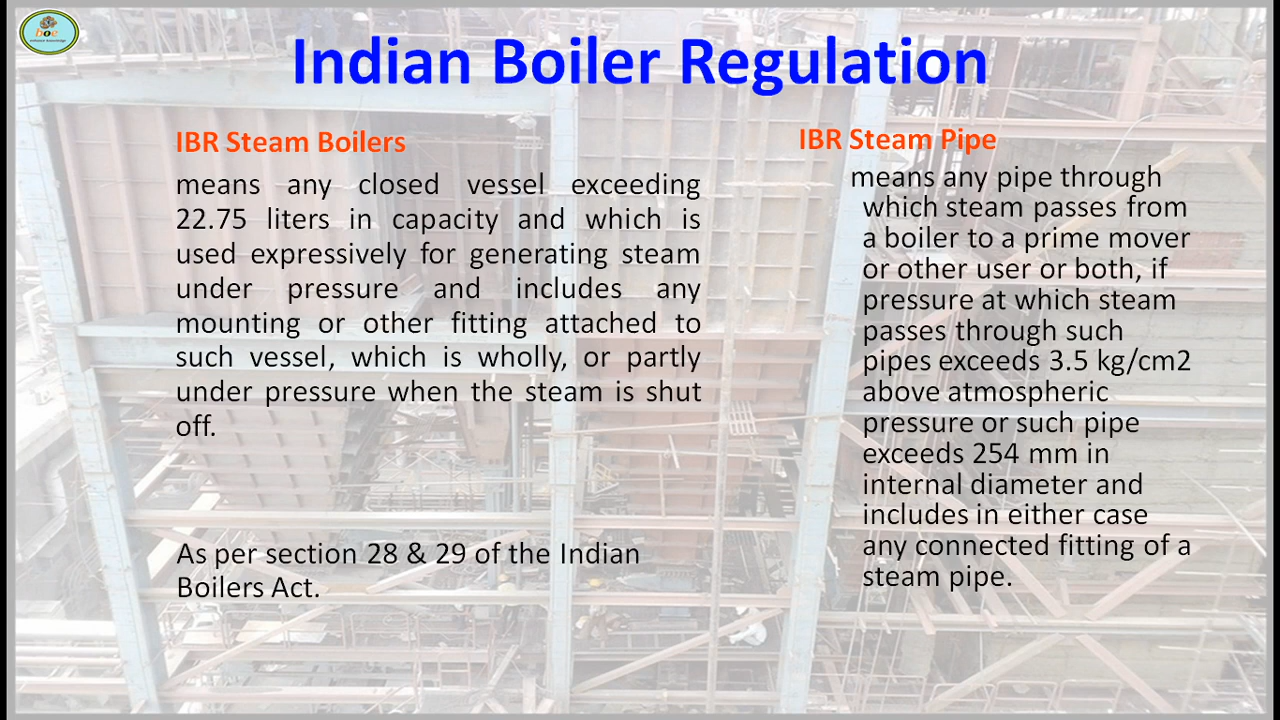 boe
Indian Boiler Regulation
IBR Steam Boilers
means any closed vessel exceeding
22.75 liters in capacity and which is
used expressively for generating steam
under pressure and includes any
mounting or other fitting attached to
such vessel, which is wholly, or partly
under pressure when the steam is shut
off.
As per section 28 & 29 of the Indian
Boilers Act.
IBR Steam Pipe
means any pipe through
which steam passes from
a boiler to a prime mover
or other user or both, if
pressure at which steam
passes through such
pipes exceeds 3.5 kg/cm2
above atmospheric
pressure or such pipe
exceeds 254 mm in
internal diameter and
includes in either case
any connected fitting of a
steam pipe.